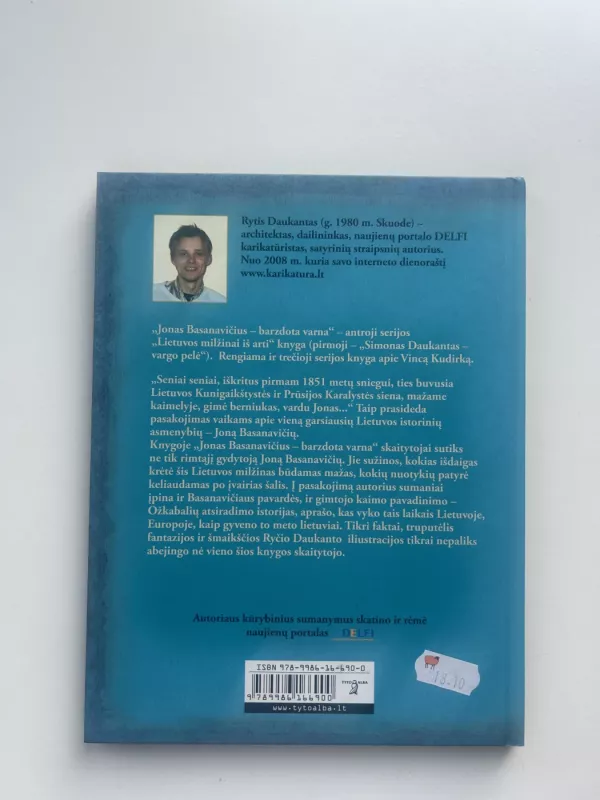 Rytis Daukantas (g. 1980 m. Skuode) –
architektas, dailininkas, naujienų portalo DELFI
karikatūristas, satyrinių straipsnių autorius.
Nuo 2008 m. kuria savo interneto dienoraštį
www.karikatura.lt
„Jonas Basanavičius – barzdota varna“ – antroji serijos
„Lietuvos milžinai iš arti“ knyga (pirmoji – „Simonas Daukantas –
vargo pelė“). Rengiama ir trečioji serijos knyga apie Vincą Kudirką.
„Seniai seniai, iškritus pirmam 1851 metų sniegui, ties buvusia
Lietuvos Kunigaikštystės ir Prūsijos Karalystės siena, mažame
kaimelyje, gimė berniukas, vardu Jonas...“ Taip prasideda
pasakojimas vaikams apie vieną garsiausių Lietuvos istorinių
asmenybių – Joną Basanavičių.
Knygoje „Jonas Basanavičius – barzdota varna“ skaitytojai sutiks
ne tik rimtąjį gydytoją Joną Basanavičių. Jie sužinos, kokias išdaigas
krėtė šis Lietuvos milžinas būdamas mažas, kokių nuotykių patyrė
keliaudamas po įvairias šalis. Į pasakojimą autorius sumaniai
įpina ir Basanavičiaus pavardės, ir gimtojo kaimo pavadinimo –
Ožkabalių atsiradimo istorijas, aprašo, kas vyko tais laikais Lietuvoje,
Europoje, kaip gyveno to meto lietuviai. Tikri faktai, truputėlis
fantazijos ir šmaikščios Ryčio Daukanto iliustracijos tikrai nepaliks
abejingo nė vieno šios knygos skaitytojo.
Autoriaus kūrybinius sumanymus skatino ir rėmė
naujienų portalas DELFI
ISBN 978-9986-16-690-0
TYTO ALBA
9 789986 166900
www.tytoalba.lt
18.10